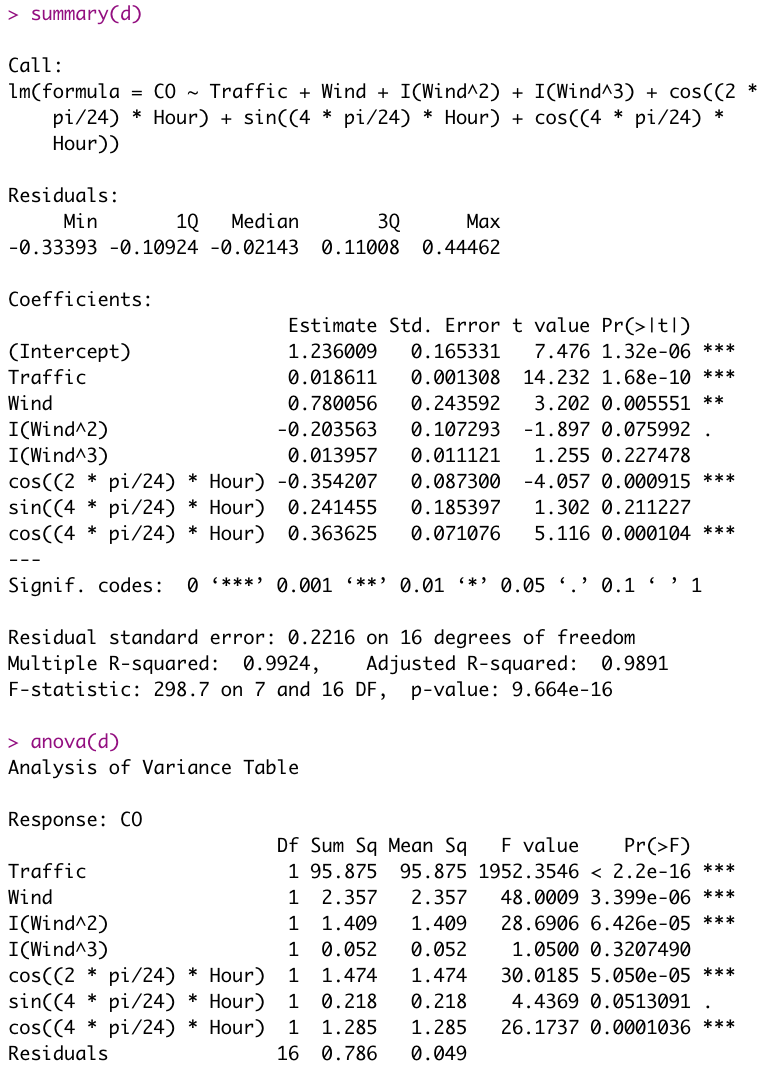 > summary(d)
Call:
lm(formula = CO ~ Traffic + Wind + I(Wind^2) + I(Wind^3) + cos((2 *
    pi/24) * Hour) + sin((4 * pi/24) * Hour) + cos((4 * pi/24) *
    Hour))
Residuals:
     Min       1Q   Median       3Q      Max
-0.33393 -0.10924 -0.02143  0.11008  0.44462
Coefficients:
                         Estimate Std. Error t value Pr(>|t|)
(Intercept)              1.236009   0.165331   7.476 1.32e-06 ***
Traffic                  0.018611   0.001308  14.232 1.68e-10 ***
Wind                     0.780056   0.243592   3.202 0.005551 **
I(Wind^2)               -0.203563   0.107293  -1.897 0.075992 .
I(Wind^3)                0.013957   0.011121   1.255 0.227478
cos((2 * pi/24) * Hour) -0.354207   0.087300  -4.057 0.000915 ***
sin((4 * pi/24) * Hour)  0.241455   0.185397   1.302 0.211227
cos((4 * pi/24) * Hour)  0.363625   0.071076   5.116 0.000104 ***
---
Signif. codes:  0 ‘***’ 0.001 ‘**’ 0.01 ‘*’ 0.05 ‘.’ 0.1 ‘ ’ 1
Residual standard error: 0.2216 on 16 degrees of freedom
Multiple R-squared:  0.9924,    Adjusted R-squared:  0.9891
F-statistic: 298.7 on 7 and 16 DF,  p-value: 9.664e-16
> anova(d)
Analysis of Variance Table
Response: CO
                        Df Sum Sq Mean Sq   F value    Pr(>F)
Traffic                  1 95.875  95.875 1952.3546 < 2.2e-16 ***
Wind                     1  2.357   2.357   48.0009 3.399e-06 ***
I(Wind^2)                1  1.409   1.409   28.6906 6.426e-05 ***
I(Wind^3)                1  0.052   0.052    1.0500 0.3207490
cos((2 * pi/24) * Hour)  1  1.474   1.474   30.0185 5.050e-05 ***
sin((4 * pi/24) * Hour)  1  0.218   0.218    4.4369 0.0513091 .
cos((4 * pi/24) * Hour)  1  1.285   1.285   26.1737 0.0001036 ***
Residuals               16  0.786   0.049